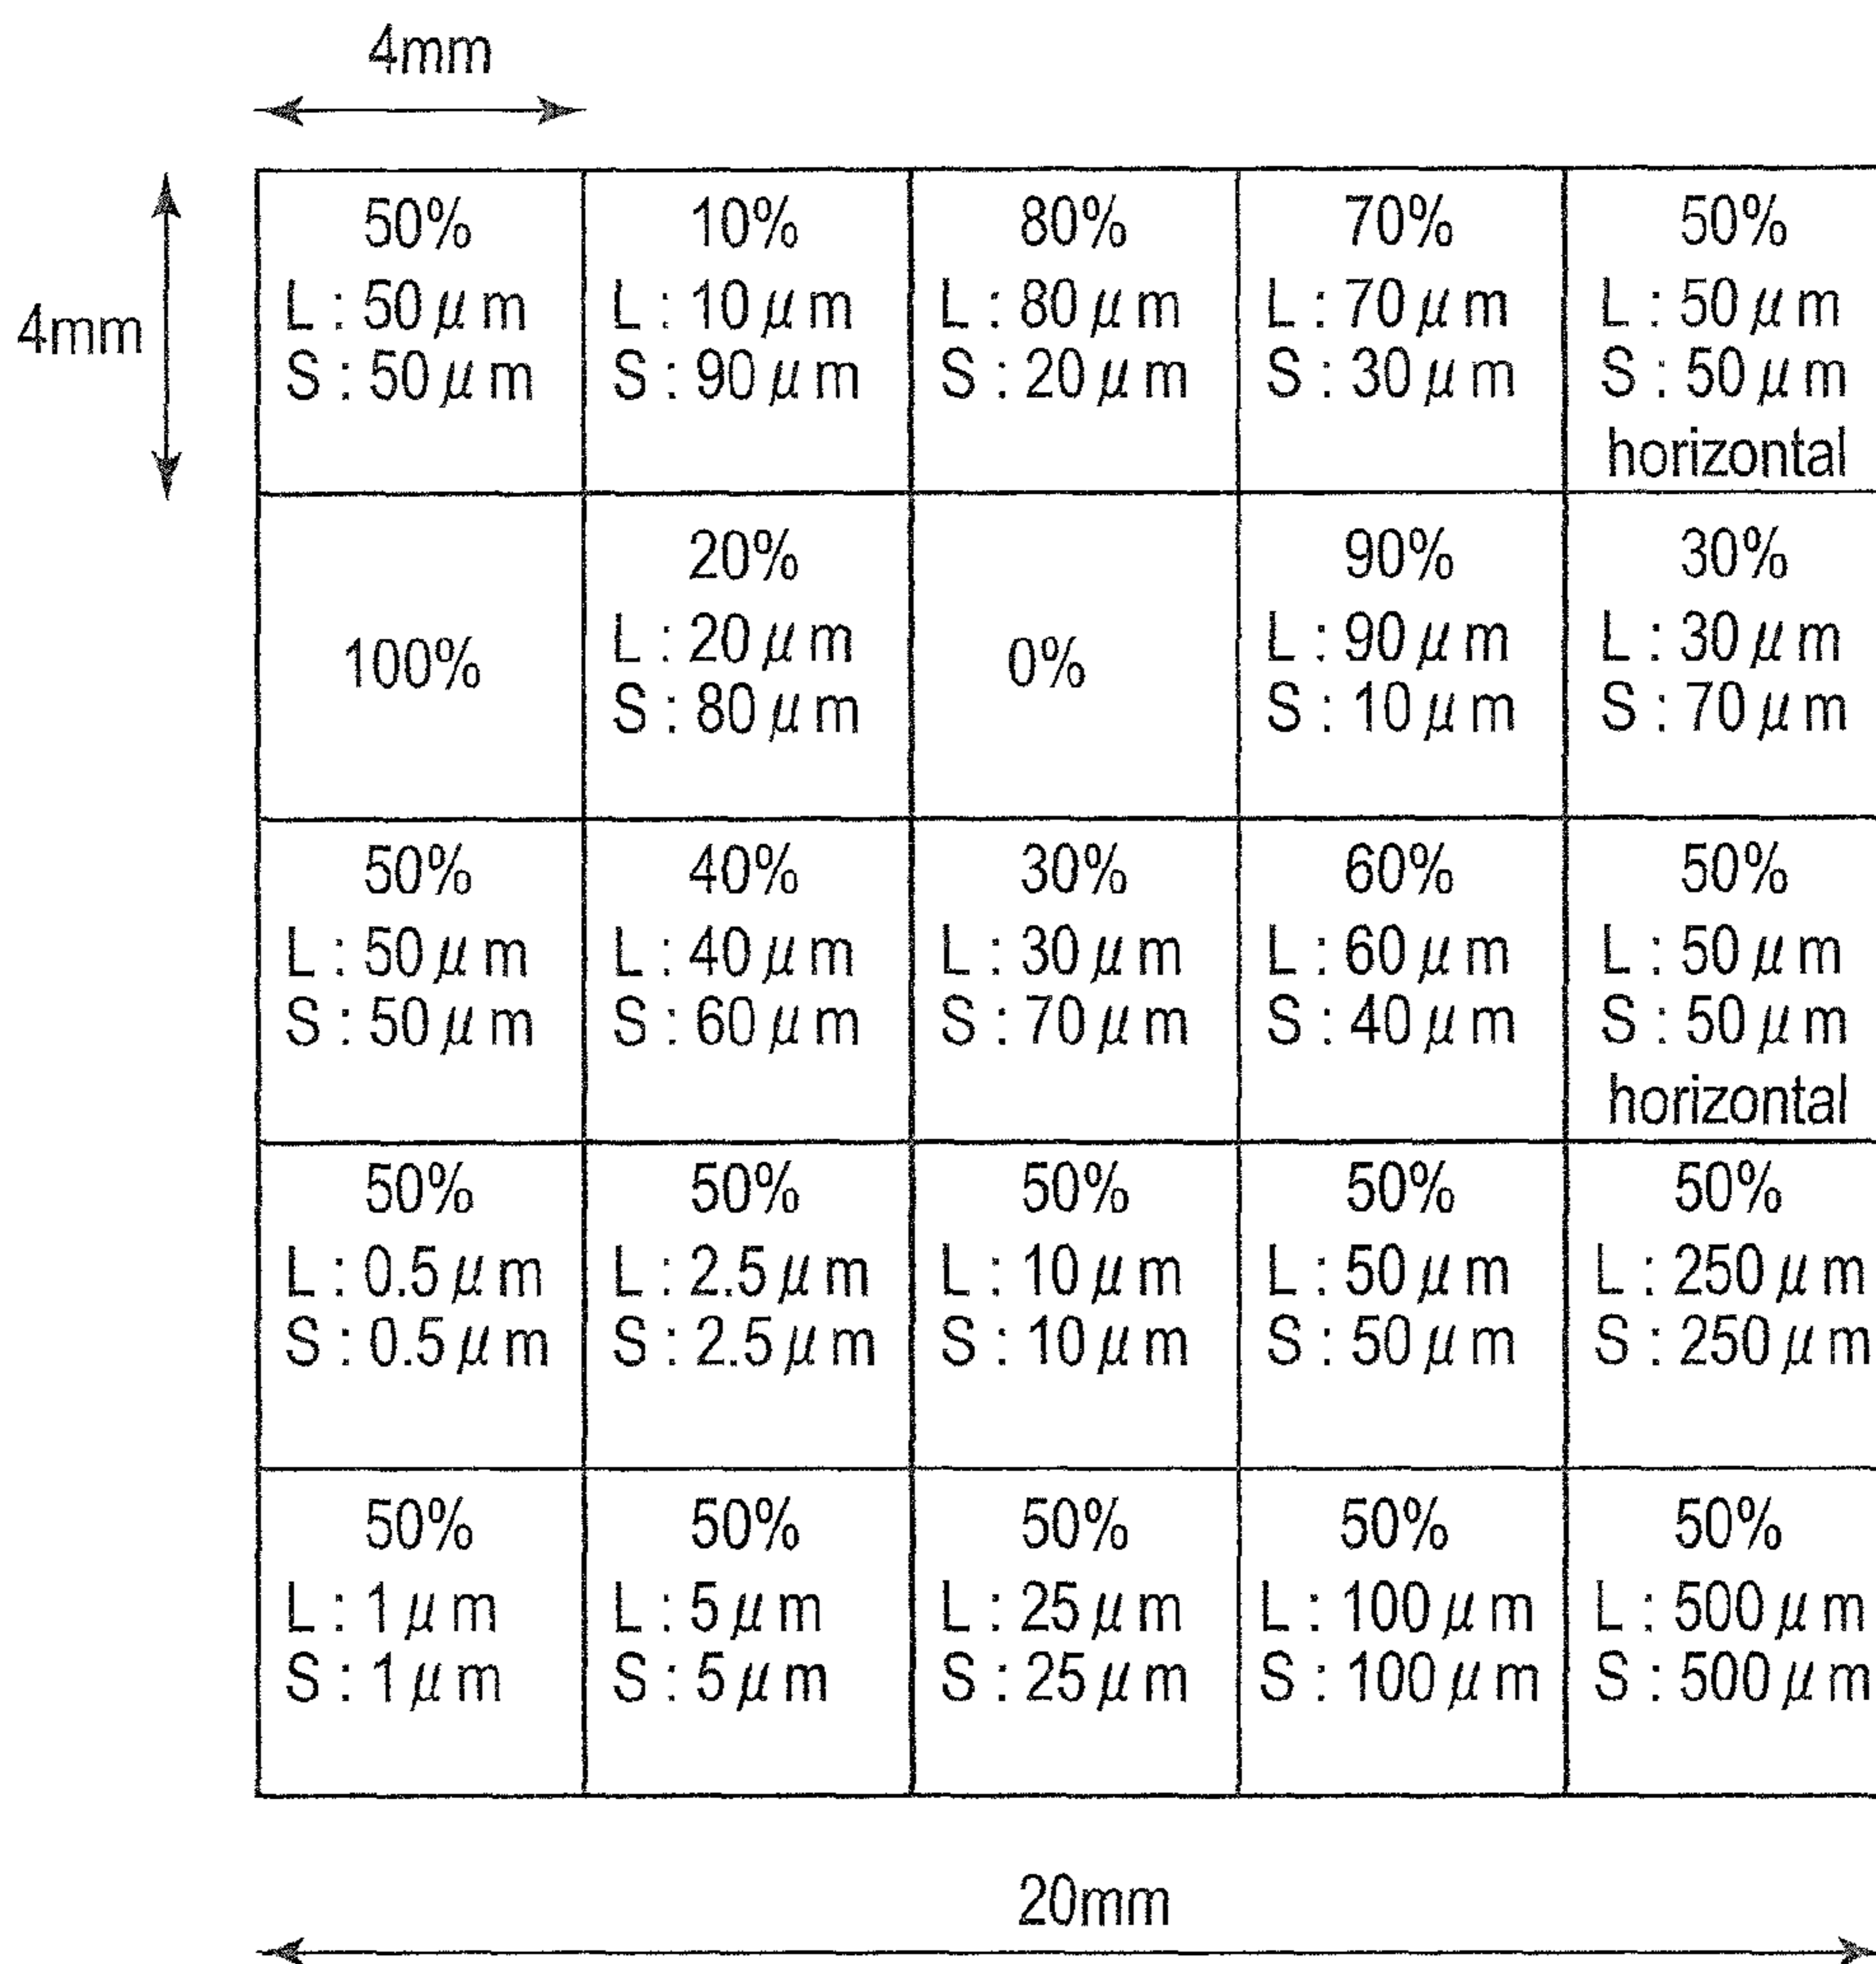 4mm
4mm
50%
L : 50 μ m
S : 50 μ m
10%
L : 10 μ m
S : 90 μ m
80%
L : 80 μ m
S : 20 μ m
70%
L : 70 μ m
S : 30 μ m
50%
L : 50 μ m
S : 50 μ m
horizontal
100%
20%
L : 20 μ m
S : 80 μ m
0%
90%
L : 90 μ m
S : 10 μ m
30%
L : 30 μ m
S : 70 μ m
50%
L : 50 μ m
S : 50 μ m
40%
L : 40 μ m
S : 60 μ m
30%
L : 30 μ m
S : 70 μ m
60%
L : 60 μ m
S : 40 μ m
50%
L : 50 μ m
S : 50 μ m
horizontal
50%
L : 0.5 μ m
S : 0.5 μ m
50%
L : 2.5 μ m
S : 2.5 μ m
50%
L : 10 μ m
S : 10 μ m
50%
L : 50 μ m
S : 50 μ m
50%
L : 250 μ m
S : 250 μ m
50%
L : 1 μ m
S : 1 μ m
50%
L : 5 μ m
S : 5 μ m
50%
L : 25 μ m
S : 25 μ m
50%
L : 100 μ m
S : 100 μ m
50%
L : 500 μ m
S : 500 μ m
20mm